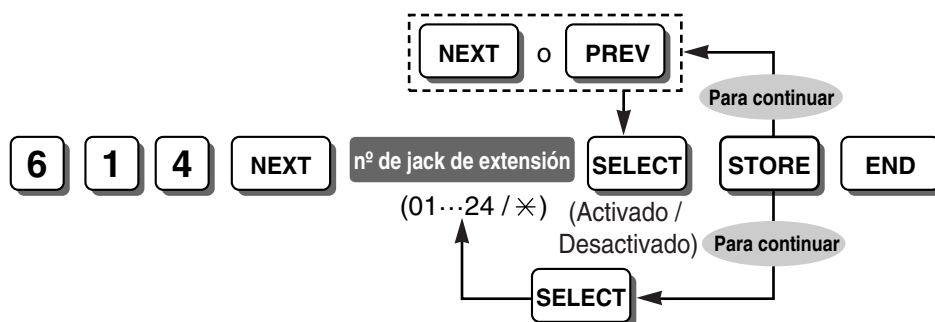 NEXT o PREV
Para continuar
6 1 4 NEXT nº de jack de extensión SELECT STORE END
(01···24 / ✳) (Activado /
Desactivado) Para continuar
SELECT